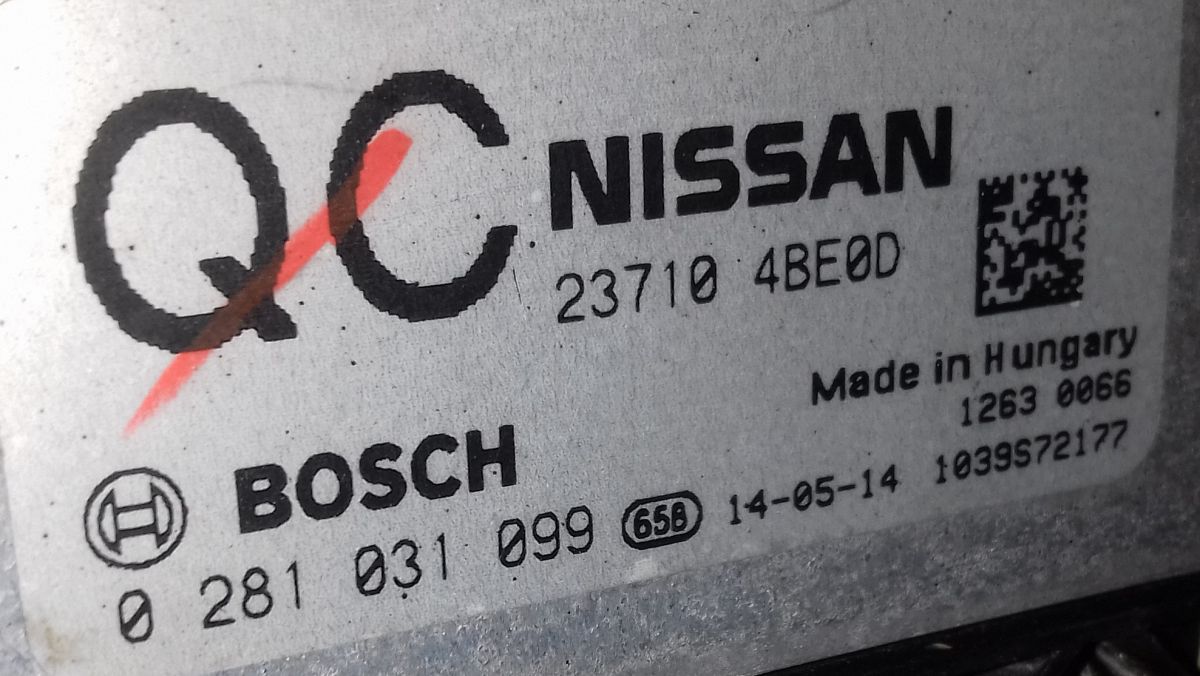 QC
NISSAN
23710 4BE0D
Made in Hungary
1263 0066
BOSCH
0 281 031 099 658 14-05-14 1039S72177